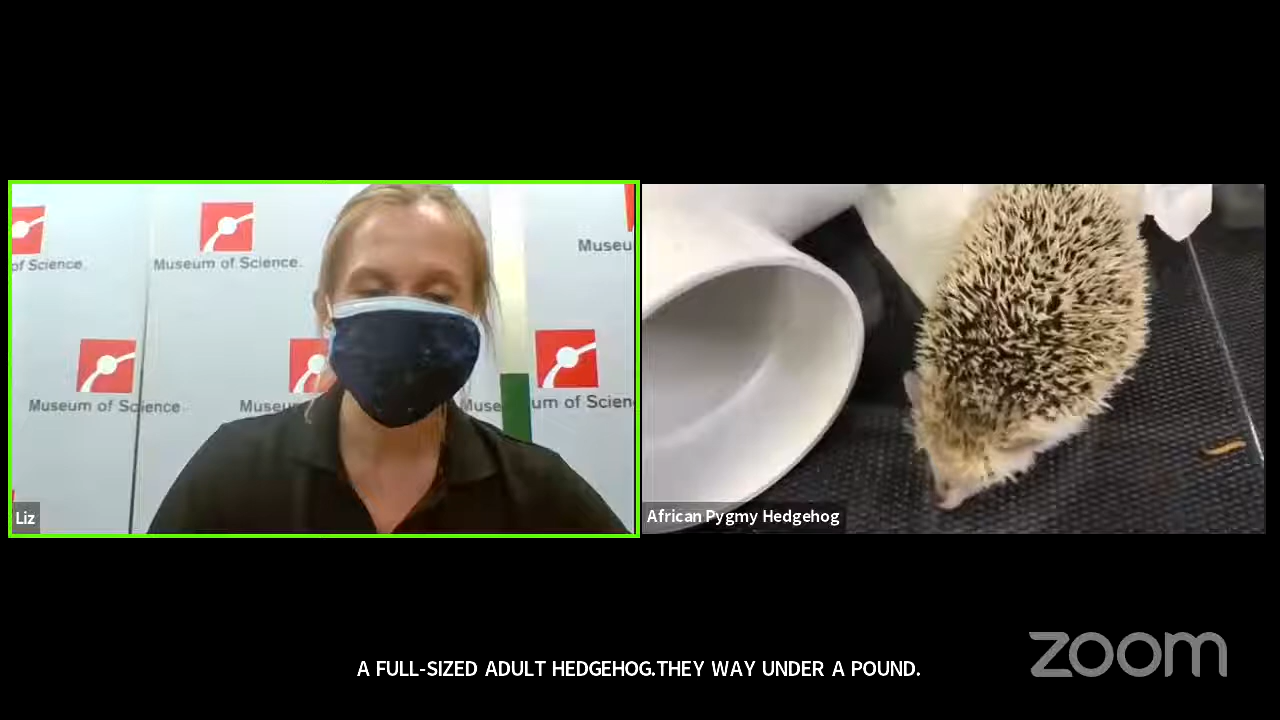 Museu
of Science.
Museum of Science.
Museum of Science.
Museu
Muse
um of Scien
Liz
African Pygmy Hedgehog
A FULL-SIZED ADULT HEDGEHOG.THEY WAY UNDER A POUND.
zoom